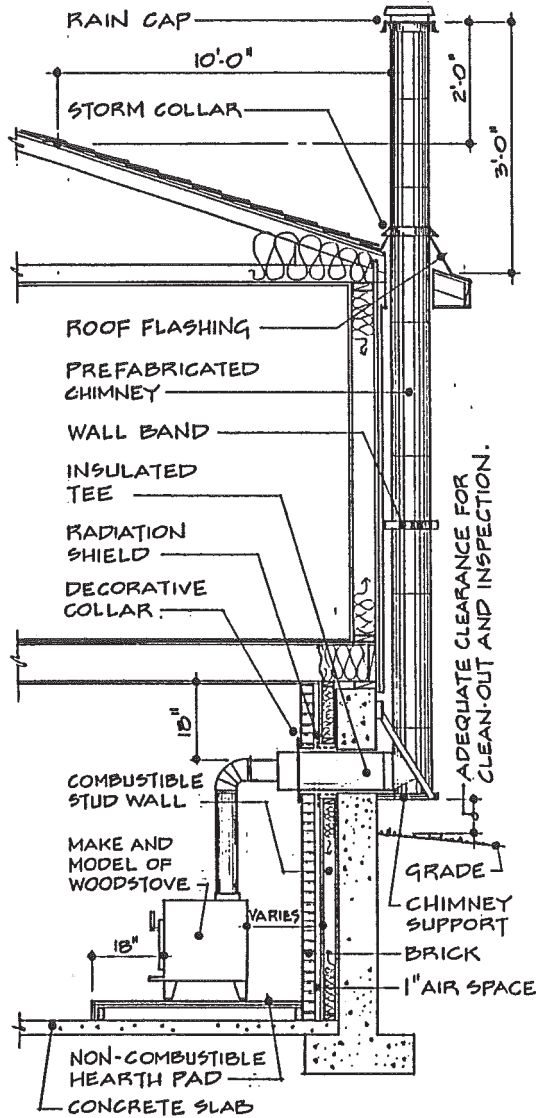 RAIN CAP
10'-0"
2'-0"
STORM COLLAR
3'-0"
ROOF FLASHING
PREFABRICATED
CHIMNEY
WALL BAND
INSULATED
TEE
RADIATION
SHIELD
DECORATIVE
COLLAR
ADEQUATE CLEARANCE FOR
CLEAN-OUT AND INSPECTION.
18"
COMBUSTIBLE
STUD WALL
MAKE AND
MODEL OF
WOODSTOVE
VARIES
18"
GRADE
CHIMNEY
SUPPORT
BRICK
1" AIR SPACE
NON-COMBUSTIBLE
HEARTH PAD
CONCRETE SLAB